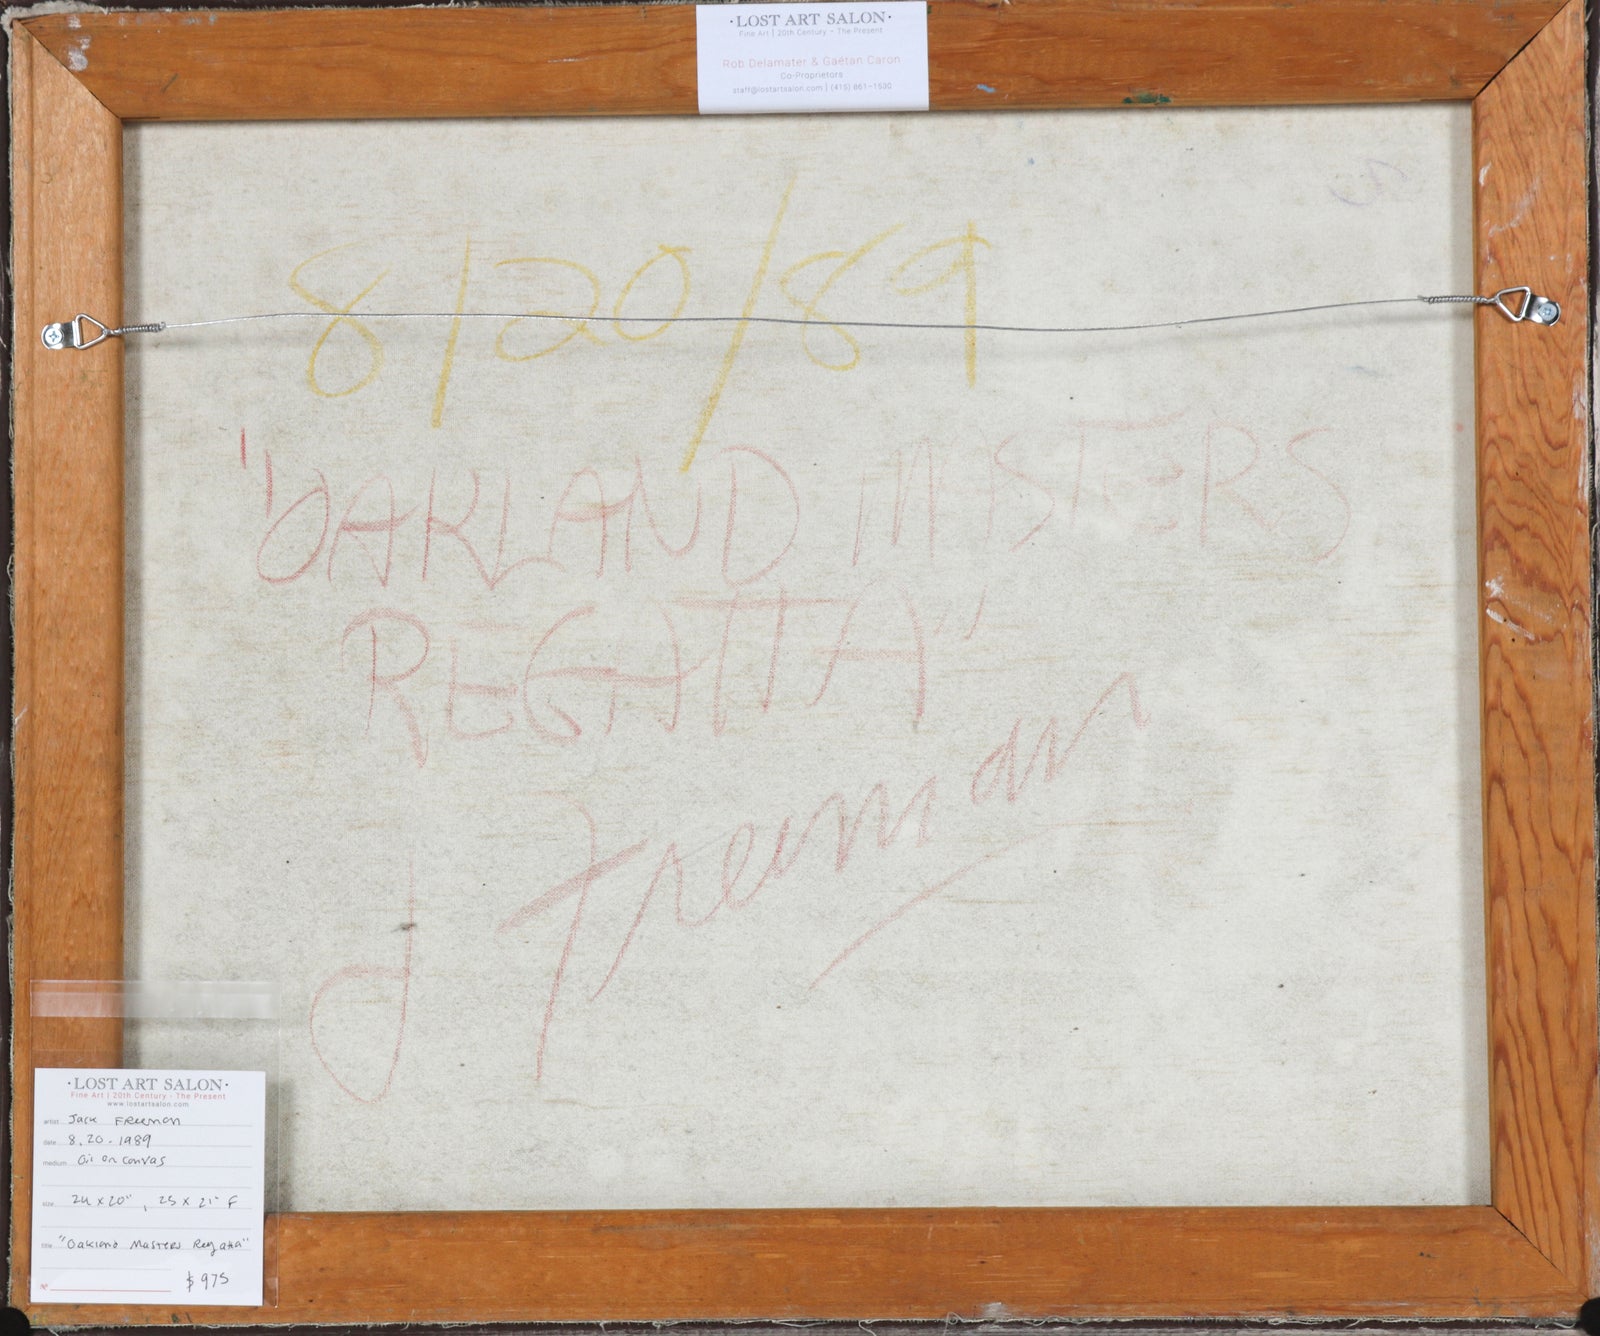 ·LOST ART SALON·
Fine Art | 20th Century – The Present
Rob Delamater & Gaétan Caron
Co-Proprietors
staff@lostartsalon.com | (415) 861-1530
8/20/89
"OAKLAND MASTERS
REGATTA"
J Freeman
·LOST ART SALON·
Fine Art | 20th Century - The Present
www.lostartsalon.com
artist Jack Freeman
date 8.20.1989
medium Oil on Canvas
size 24 x 20", 25 x 21" F
title "Oakland Masters Regatta"
$975